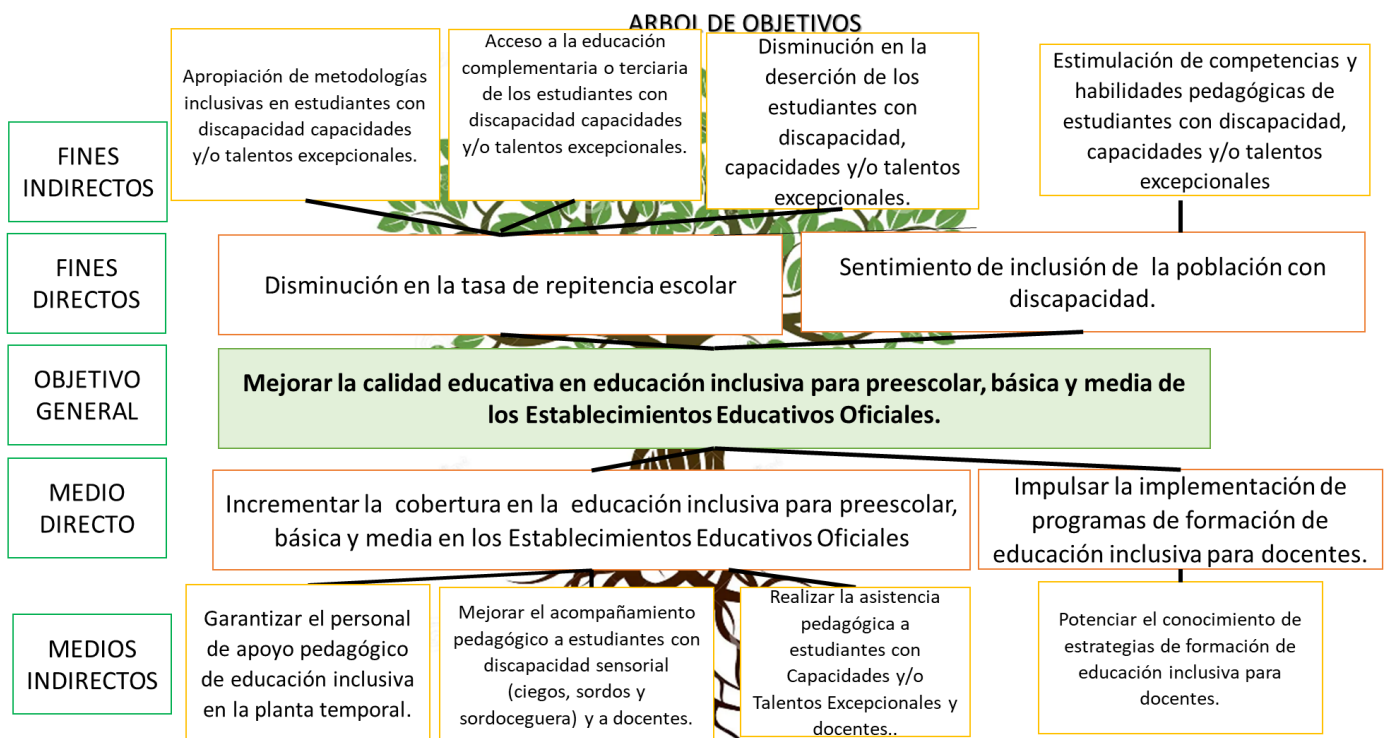 ARBOL DE OBJETIVOS
FINES
INDIRECTOS
Apropiación de metodologías
inclusivas en estudiantes con
discapacidad capacidades
y/o talentos excepcionales.
Acceso a la educación
complementaria o terciaria
de los estudiantes con
discapacidad capacidades
y/o talentos excepcionales.
Disminución en la
deserción de los
estudiantes con
discapacidad,
capacidades y/o talentos
excepcionales.
Estimulación de competencias y
habilidades pedagógicas de
estudiantes con discapacidad,
capacidades y/o talentos
excepcionales
FINES
DIRECTOS
Disminución en la tasa de repitencia escolar
Sentimiento de inclusión de la población con
discapacidad.
OBJETIVO
GENERAL
Mejorar la calidad educativa en educación inclusiva para preescolar, básica y media de
los Establecimientos Educativos Oficiales.
MEDIO
DIRECTO
Incrementar la cobertura en la educación inclusiva para preescolar,
básica y media en los Establecimientos Educativos Oficiales
Impulsar la implementación de
programas de formación de
educación inclusiva para docentes.
MEDIOS
INDIRECTOS
Garantizar el personal
de apoyo pedagógico
de educación inclusiva
en la planta temporal.
Mejorar el acompañamiento
pedagógico a estudiantes con
discapacidad sensorial
(ciegos, sordos y
sordoceguera) y a docentes.
Realizar la asistencia
pedagógica a
estudiantes con
Capacidades y/o
Talentos Excepcionales y
docentes..
Potenciar el conocimiento de
estrategias de formación de
educación inclusiva para
docentes.